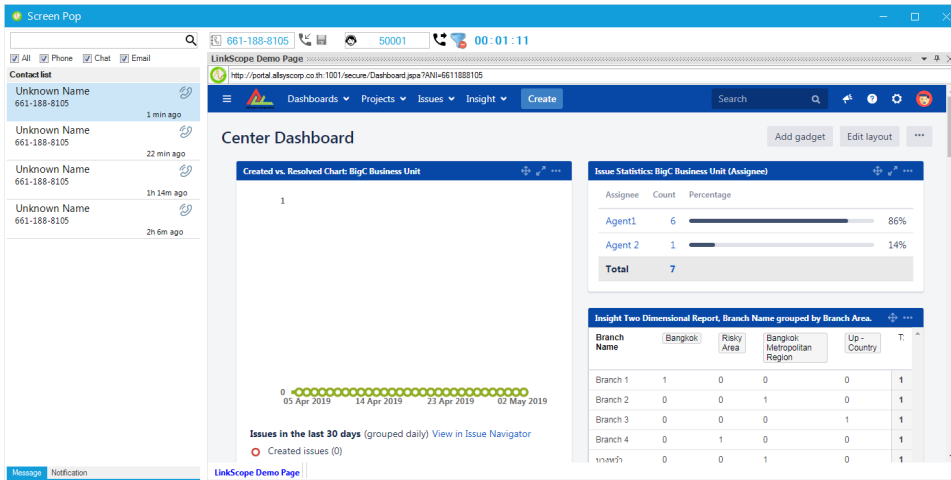 Screen Pop
661-188-8105
50001
00:01:11
All Phone Chat Email
LinkScope Demo Page
Contact list
http://portal.allsyscorp.co.th:1001/secure/Dashboard.jspa?ANI=6611888105
Unknown Name
661-188-8105
1 min ago
Unknown Name
661-188-8105
22 min ago
Unknown Name
661-188-8105
1h 14m ago
Unknown Name
661-188-8105
2h 6m ago
Dashboards Projects Issues Insight Create Search
Center Dashboard
Add gadget Edit layout
Created vs. Resolved Chart: BigC Business Unit
1
0
05 Apr 2019 14 Apr 2019 23 Apr 2019 02 May 2019
Issues in the last 30 days (grouped daily) View in Issue Navigator
Created issues (0)
Issue Statistics: BigC Business Unit (Assignee)
Assignee Count Percentage
Agent1 6 86%
Agent 2 1 14%
Total 7
Insight Two Dimensional Report, Branch Name grouped by Branch Area.
Branch Name Bangkok Risky Area Bangkok Metropolitan Region Up - Country T:
Branch 1 1 0 0 0 1
Branch 2 0 0 1 0 1
Branch 3 0 0 0 1 1
Branch 4 0 1 0 0 1
บางหว้า 0 0 1 0 1
Message Notification
LinkScope Demo Page